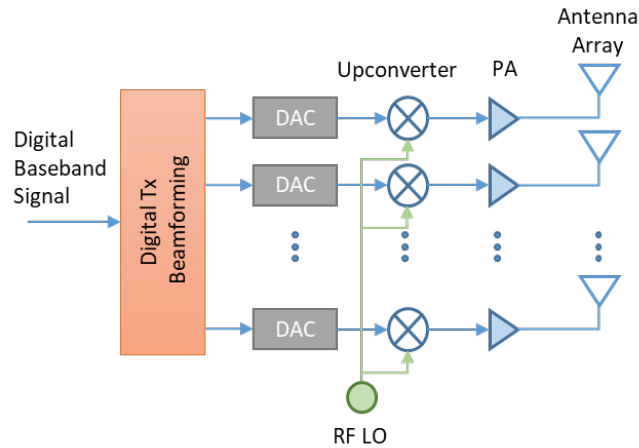 Antenna
Array
Upconverter
PA
Digital
Baseband
Signal
Digital Tx
Beamforming
DAC
DAC
DAC
RF LO